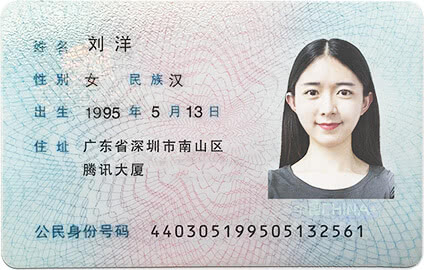 姓名 刘洋
性别 女 民族 汉
出生 1995 年 5 月 13 日
住址 广东省深圳市南山区
腾讯大厦
CHINA
公民身份号码 440305199505132561